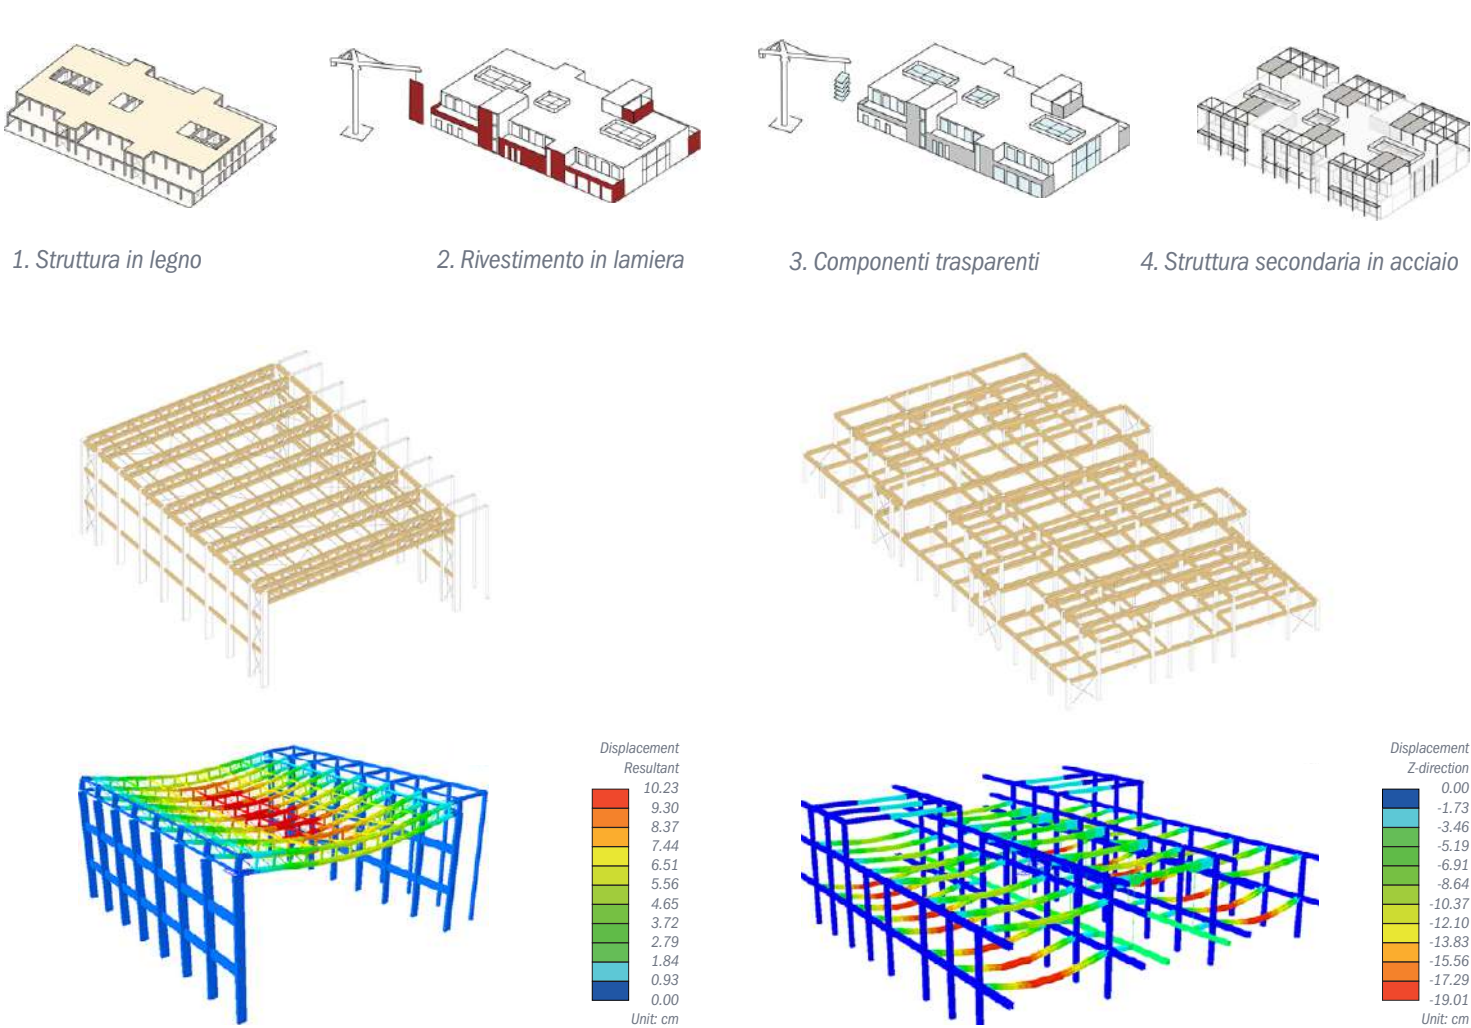 1. Struttura in legno
2. Rivestimento in lamiera
3. Componenti trasparenti
4. Struttura secondaria in acciaio
Displacement
Resultant
10.23
9.30
8.37
7.44
6.51
5.56
4.65
3.72
2.79
1.84
0.93
0.00
Unit: cm
Displacement
Z-direction
0.00
-1.73
-3.46
-5.19
-6.91
-8.64
-10.37
-12.10
-13.83
-15.56
-17.29
-19.01
Unit: cm